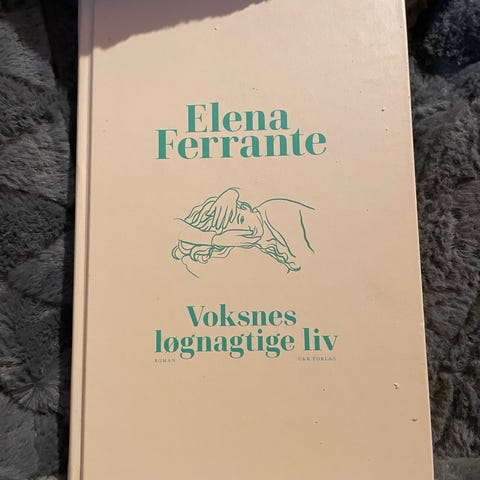 Elena
Ferrante
Voksnes
løgnagtige liv
ROMAN
C&K FORLAG